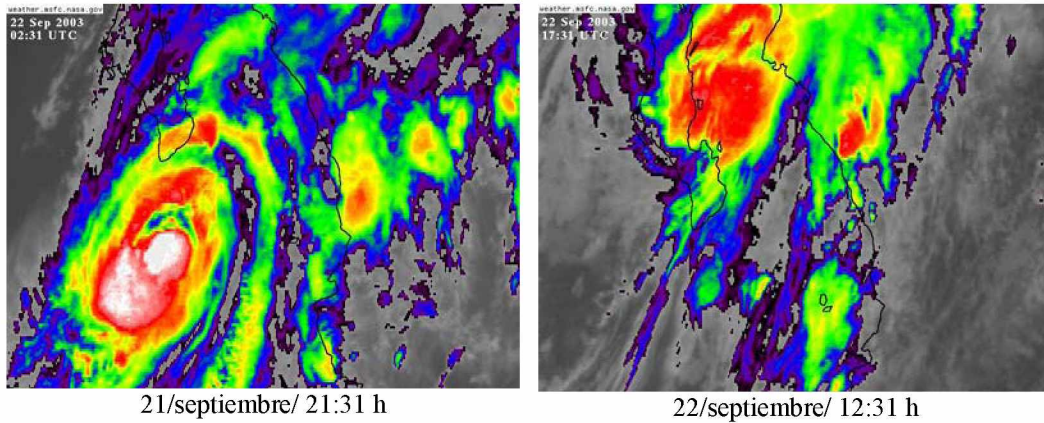 weather.msfc.nasa.gov
22 Sep 2003
02:31 UTC
weather.msfc.nasa.gov
22 Sep 2003
17:31 UTC
21/septiembre/ 21:31 h
22/septiembre/ 12:31 h